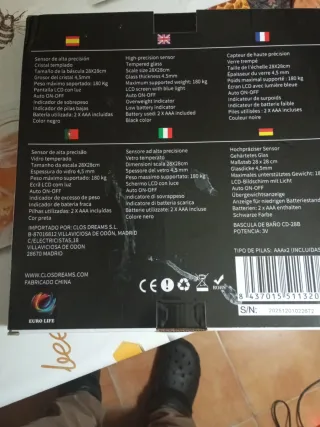 Sensor de alta precisión
Cristal templado
Tamaño de la báscula 28X28cm
Grosor del cristal 4,5mm
Peso máximo suportado: 180 kg
Pantalla LCD con luz
Auto ON-OFF
Indicador de sobrepeso
Indicador de pilas bajas
Batería utilizada: 2 X AAA incluidas
Color negro
High precision sensor
Tempered glass
Scale size 28X28cm
Glass thickness 4,5mm
Maximum supported weight: 180 kg
LCD screen with blue light
Auto ON-OFF
Overweight indicator
Low battery indicator
Battery used: 2 X AAA included
Black color
Capteur de haute précision
Verre trempé
Taille de l'échelle 28X28cm
Épaisseur du verre 4,5 mm
Poids maximal supporté: 180 kg
Écran LCD avec lumière bleue
Auto ON-OFF
Indicateur de surpoids
Indicateur de batterie faible
Piles utilisées: 2 X AAA incluses
Couleur noire
Sensor de alta precisão
Vidro temperado
Tamanho da escala 28X28cm
Espessura do vidro 4,5mm
Peso máximo suportado: 180 kg
Ecrã LCD com luz
Auto ON-OFF
Indicador de excesso de peso
Indicador de bateria fraca
Pilhas utilizadas: 2 X AAA incluídas
Cor preta
Sensore ad alta precisione
Vetro temperato
Dimensioni scala 28X28cm
Spessore del vetro 4,5mm
Peso massimo supportato: 180 kg
Schermo LCD con luce
Auto ON-OFF
Indicatore di sovrappeso
Indicatore di batteria scarica
Batterie utilizzate: 2 X AAA incluse
Colore nero
Hochpräziser Sensor
Gehärtetes Glas
Maßstab 28 x 28 cm
Glasdicke 4,5mm
Maximales unterstütztes Gewicht: 180
LCD-Bildschirm mit Licht
Auto ON-OFF
Übergewichtsanzeige
Anzeige für niedrigen Batteriestand
Batterien: 2 x AAA enthalten
Schwarze Farbe
IMPORTADO POR: CLOS DREAMS S.L.
B-87016612 VILLAVICIOSA DE ODÓN, MADRID
C/ELECTRICISTAS,18
VILLAVICIOSA DE ODON
28670 MADRID
WWW.CLOSDREAMS.COM
FABRICADO CHINA
BASCULA DE BAÑO CD-28B
POTENCIA: 3V
TIPO DE PILAS: AAAx2
EURO LIFE
CE
8437015511320
S/N: